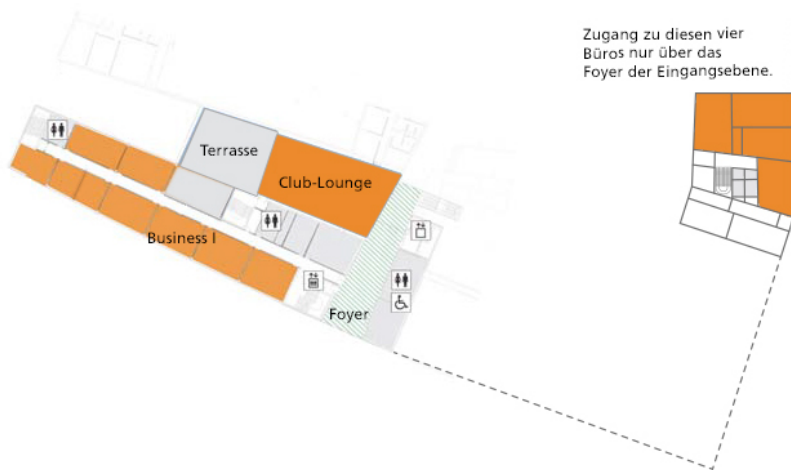 Zugang zu diesen vier
Büros nur über das
Foyer der Eingangsebene.
Terrasse
Club-Lounge
Business I
Foyer